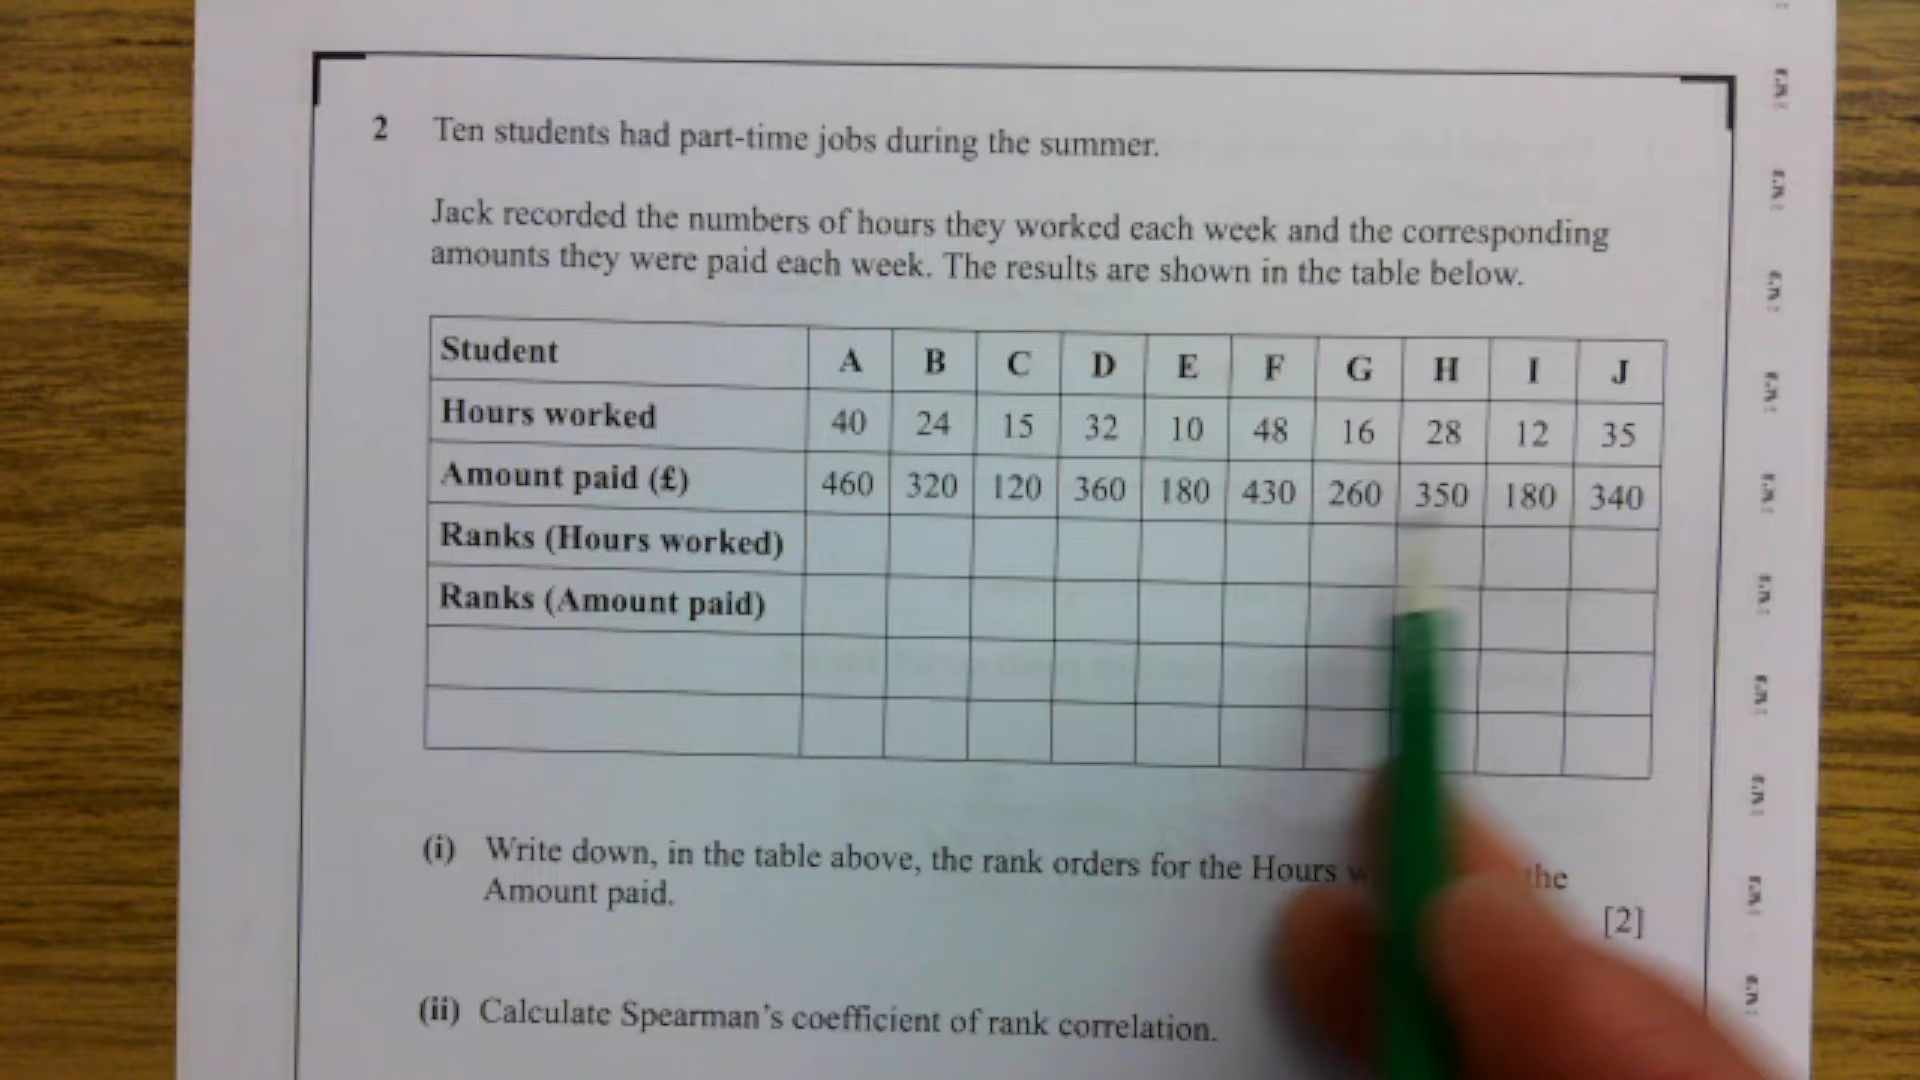 2 Ten students had part-time jobs during the summer.
Jack recorded the numbers of hours they worked each week and the corresponding
amounts they were paid each week. The results are shown in the table below.
Student A B C D E F G H I J
Hours worked 40 24 15 32 10 48 16 28 12 35
Amount paid (£) 460 320 120 360 180 430 260 350 180 340
Ranks (Hours worked)
Ranks (Amount paid)
(i) Write down, in the table above, the rank orders for the Hours the
Amount paid.
[2]
(ii) Calculate Spearman's coefficient of rank correlation.